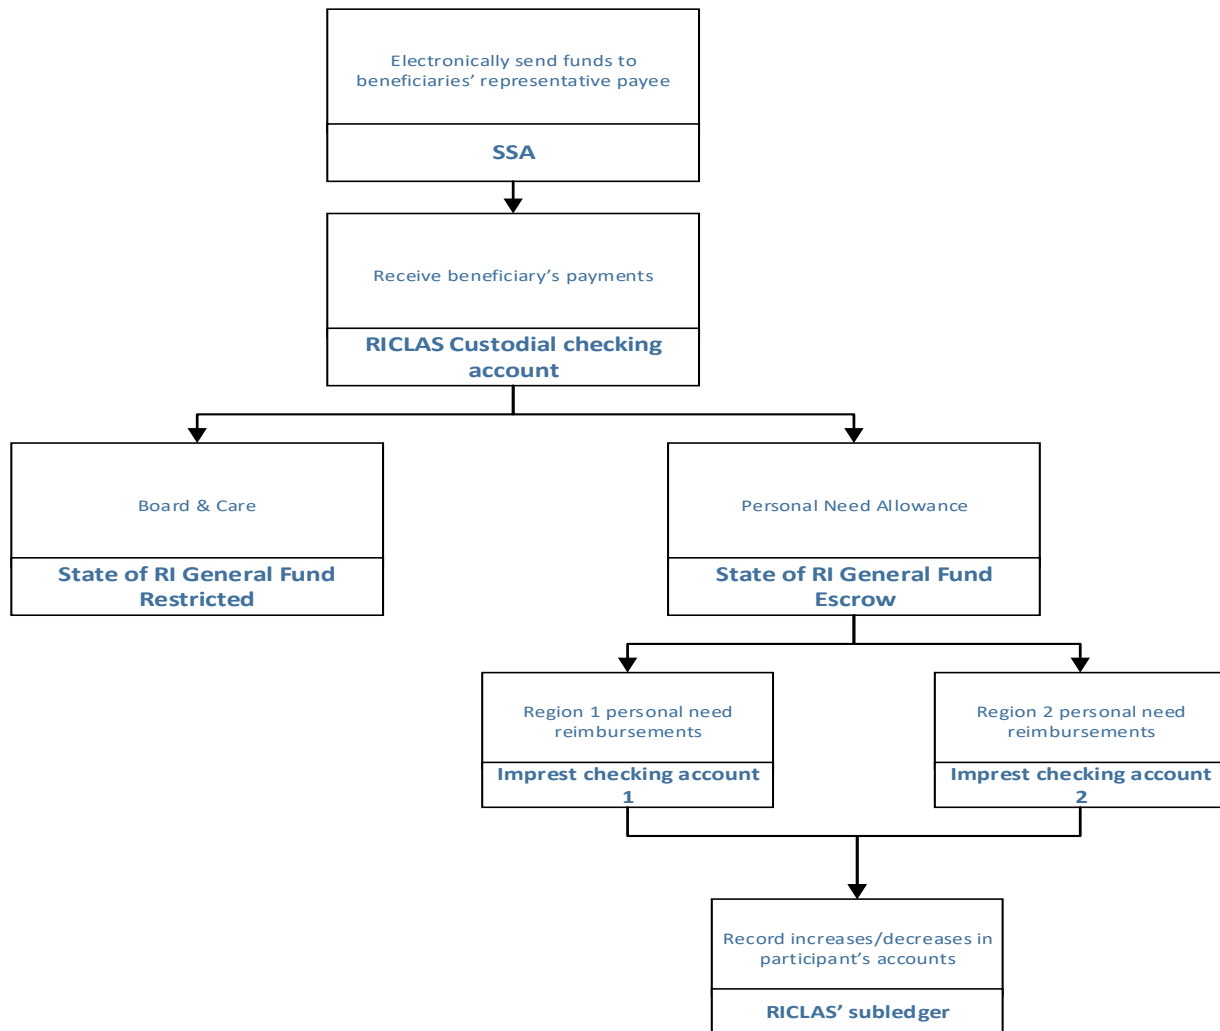 Electronically send funds to
beneficiaries’ representative payee
SSA
Receive beneficiary’s payments
RICLAS Custodial checking
account
Board & Care
State of RI General Fund
Restricted
Personal Need Allowance
State of RI General Fund
Escrow
Region 1 personal need
reimbursements
Imprest checking account
1
Region 2 personal need
reimbursements
Imprest checking account
2
Record increases/decreases in
participant’s accounts
RICLAS’ subledger